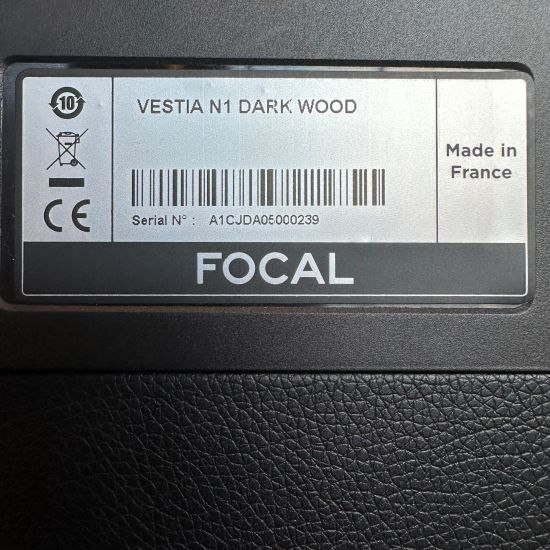 10
VESTIA N1 DARK WOOD
Made in
France
CE
Serial N° : A1CJDA05000239
FOCAL